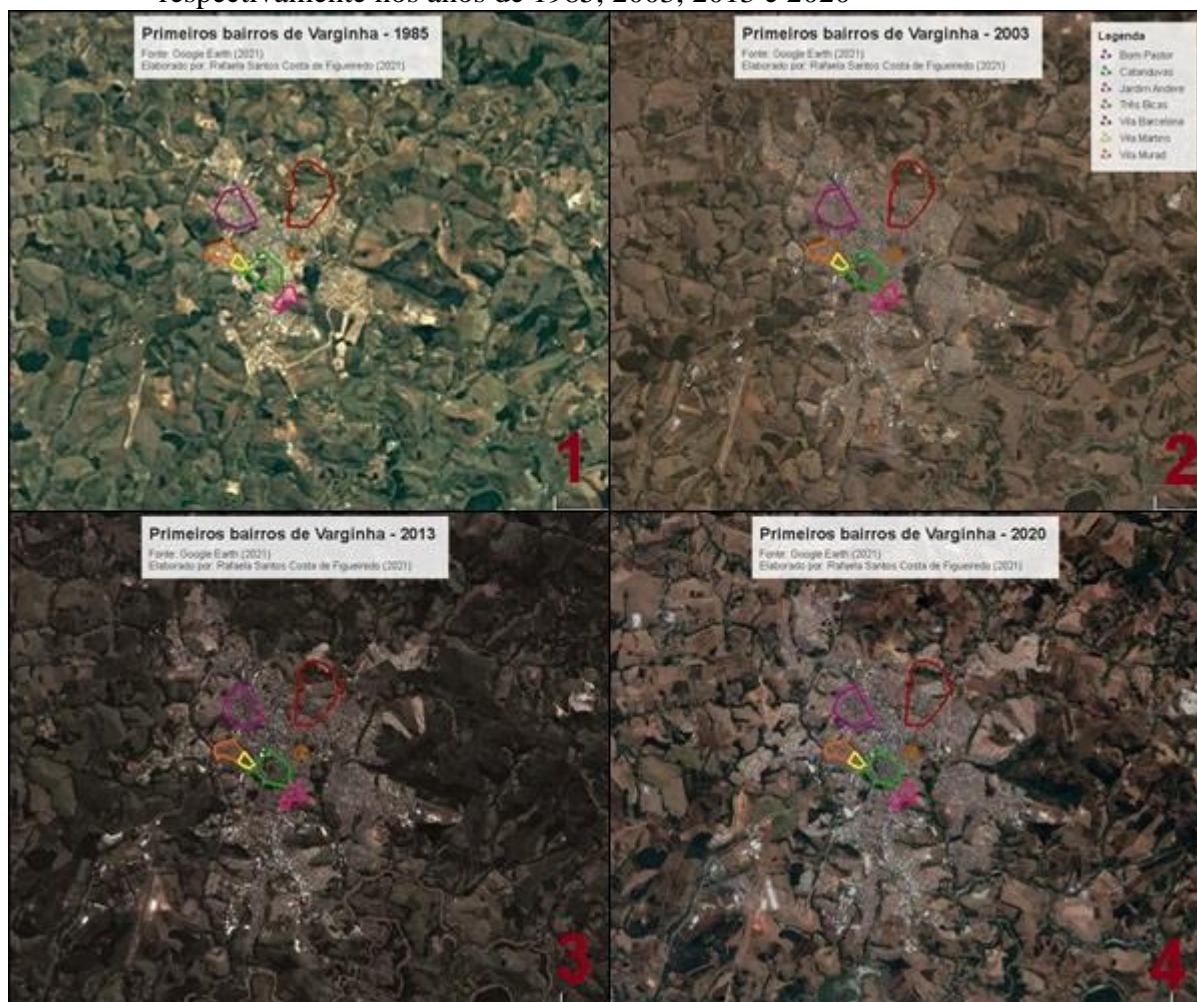 respectivamente nos anos de 1985, 2003, 2013 e 2020
Primeiros bairros de Varginha - 1985
Fonte: Google Earth (2021)
Elaborado por: Rafaela Santos Costa de Figueiredo (2021)
1
Primeiros bairros de Varginha - 2003
Fonte: Google Earth (2021)
Elaborado por: Rafaela Santos Costa de Figueiredo (2021)
Legenda
Bom Pastor
Catanduvas
Jardim Andere
Três Bicas
Vila Barcelona
Vila Martins
Vila Murad
2
Primeiros bairros de Varginha - 2013
Fonte: Google Earth (2021)
Elaborado por: Rafaela Santos Costa de Figueiredo (2021)
3
Primeiros bairros de Varginha - 2020
Fonte: Google Earth (2021)
Elaborado por: Rafaela Santos Costa de Figueiredo (2021)
4